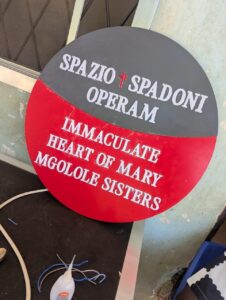 SPAZIO † SPADONI
OPERAM
IMMACULATE
HEART OF MARY
MGOLOLE SISTERS